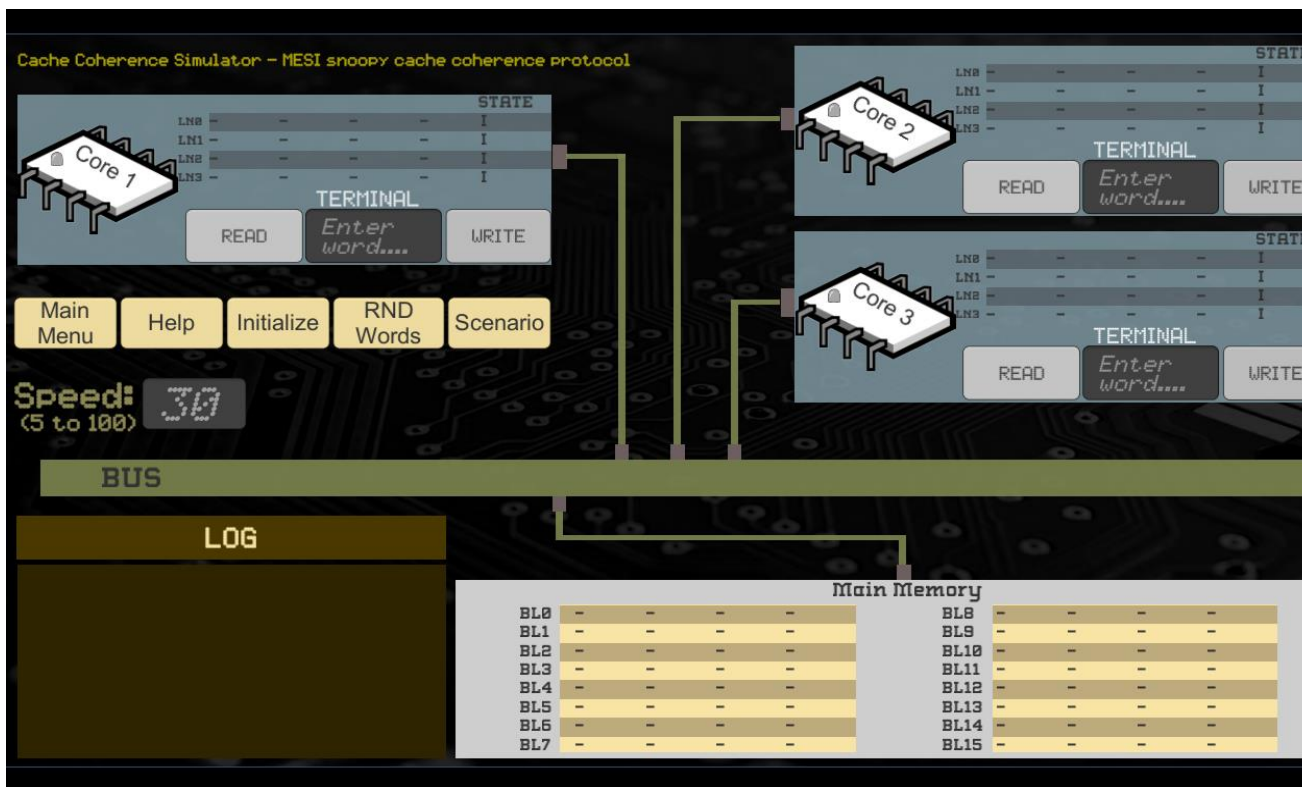 Cache Coherence Simulator - MESI snoopy cache coherence protocol
STATE
LN0 - - - - I
LN1 - - - - I
LN2 - - - - I
LN3 - - - - I
Core 1
TERMINAL
READ
Enter word....
WRITE
STATE
LN0 - - - - I
LN1 - - - - I
LN2 - - - - I
LN3 - - - - I
Core 2
TERMINAL
READ
Enter word....
WRITE
STATE
LN0 - - - - I
LN1 - - - - I
LN2 - - - - I
LN3 - - - - I
Core 3
TERMINAL
READ
Enter word....
WRITE
Main Menu
Help
Initialize
RND Words
Scenario
Speed: 30
(5 to 100)
BUS
LOG
Main Memory
BL0 - - - -
BL1 - - - -
BL2 - - - -
BL3 - - - -
BL4 - - - -
BL5 - - - -
BL6 - - - -
BL7 - - - -
BL8 - - - -
BL9 - - - -
BL10 - - - -
BL11 - - - -
BL12 - - - -
BL13 - - - -
BL14 - - - -
BL15 - - - -